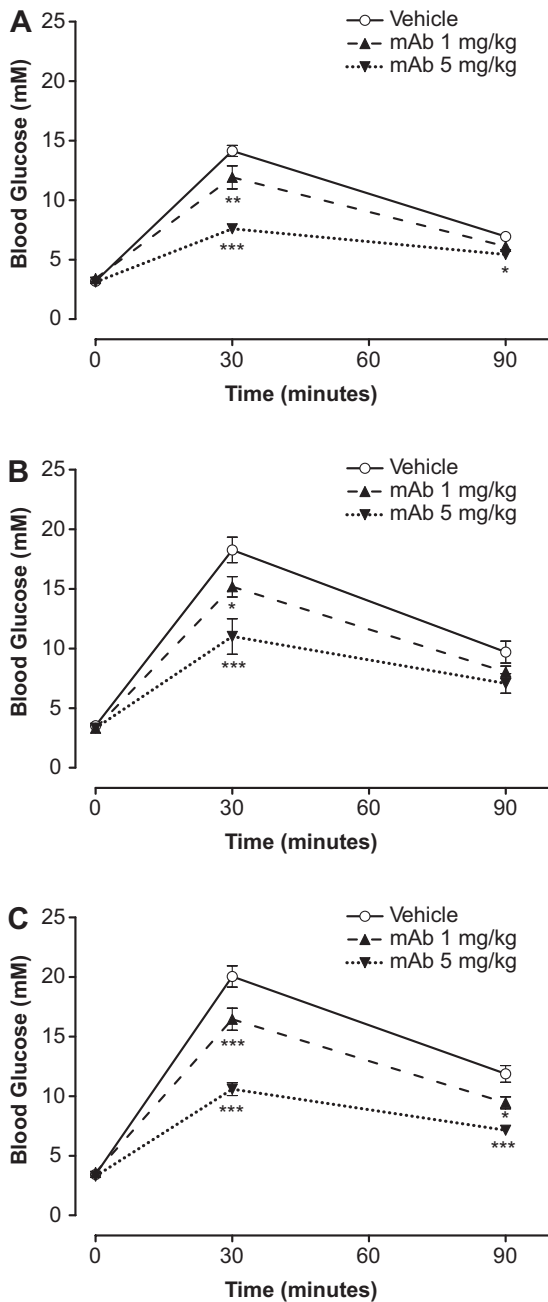 A
Vehicle
mAb 1 mg/kg
mAb 5 mg/kg
25
20
15
10
5
0
Blood Glucose (mM)
**
***
*
0 30 60 90
Time (minutes)
B
Vehicle
mAb 1 mg/kg
mAb 5 mg/kg
25
20
15
10
5
0
Blood Glucose (mM)
*
***
0 30 60 90
Time (minutes)
C
Vehicle
mAb 1 mg/kg
mAb 5 mg/kg
25
20
15
10
5
0
Blood Glucose (mM)
***
***
*
***
0 30 60 90
Time (minutes)